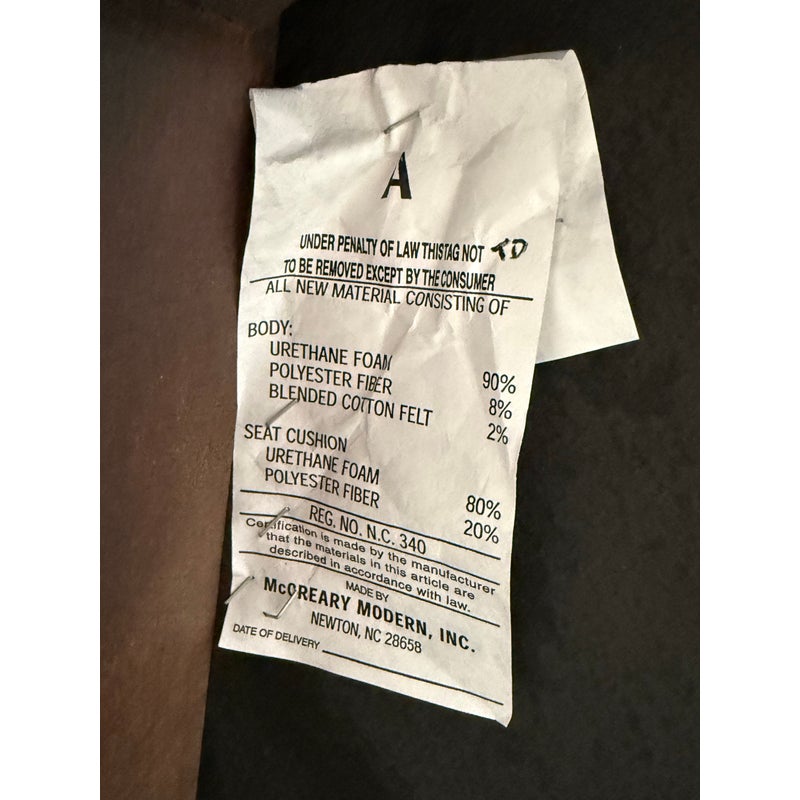 A
UNDER PENALTY OF LAW THIS TAG NOT TD
TO BE REMOVED EXCEPT BY THE CONSUMER
ALL NEW MATERIAL CONSISTING OF
BODY:
URETHANE FOAM 90%
POLYESTER FIBER 8%
BLENDED COTTON FELT 2%
SEAT CUSHION
URETHANE FOAM 80%
POLYESTER FIBER 20%
REG. NO. N.C. 340
Certification is made by the manufacturer
that the materials in this article are
described in accordance with law.
MADE BY
McCREARY MODERN, INC.
NEWTON, NC 28658
DATE OF DELIVERY